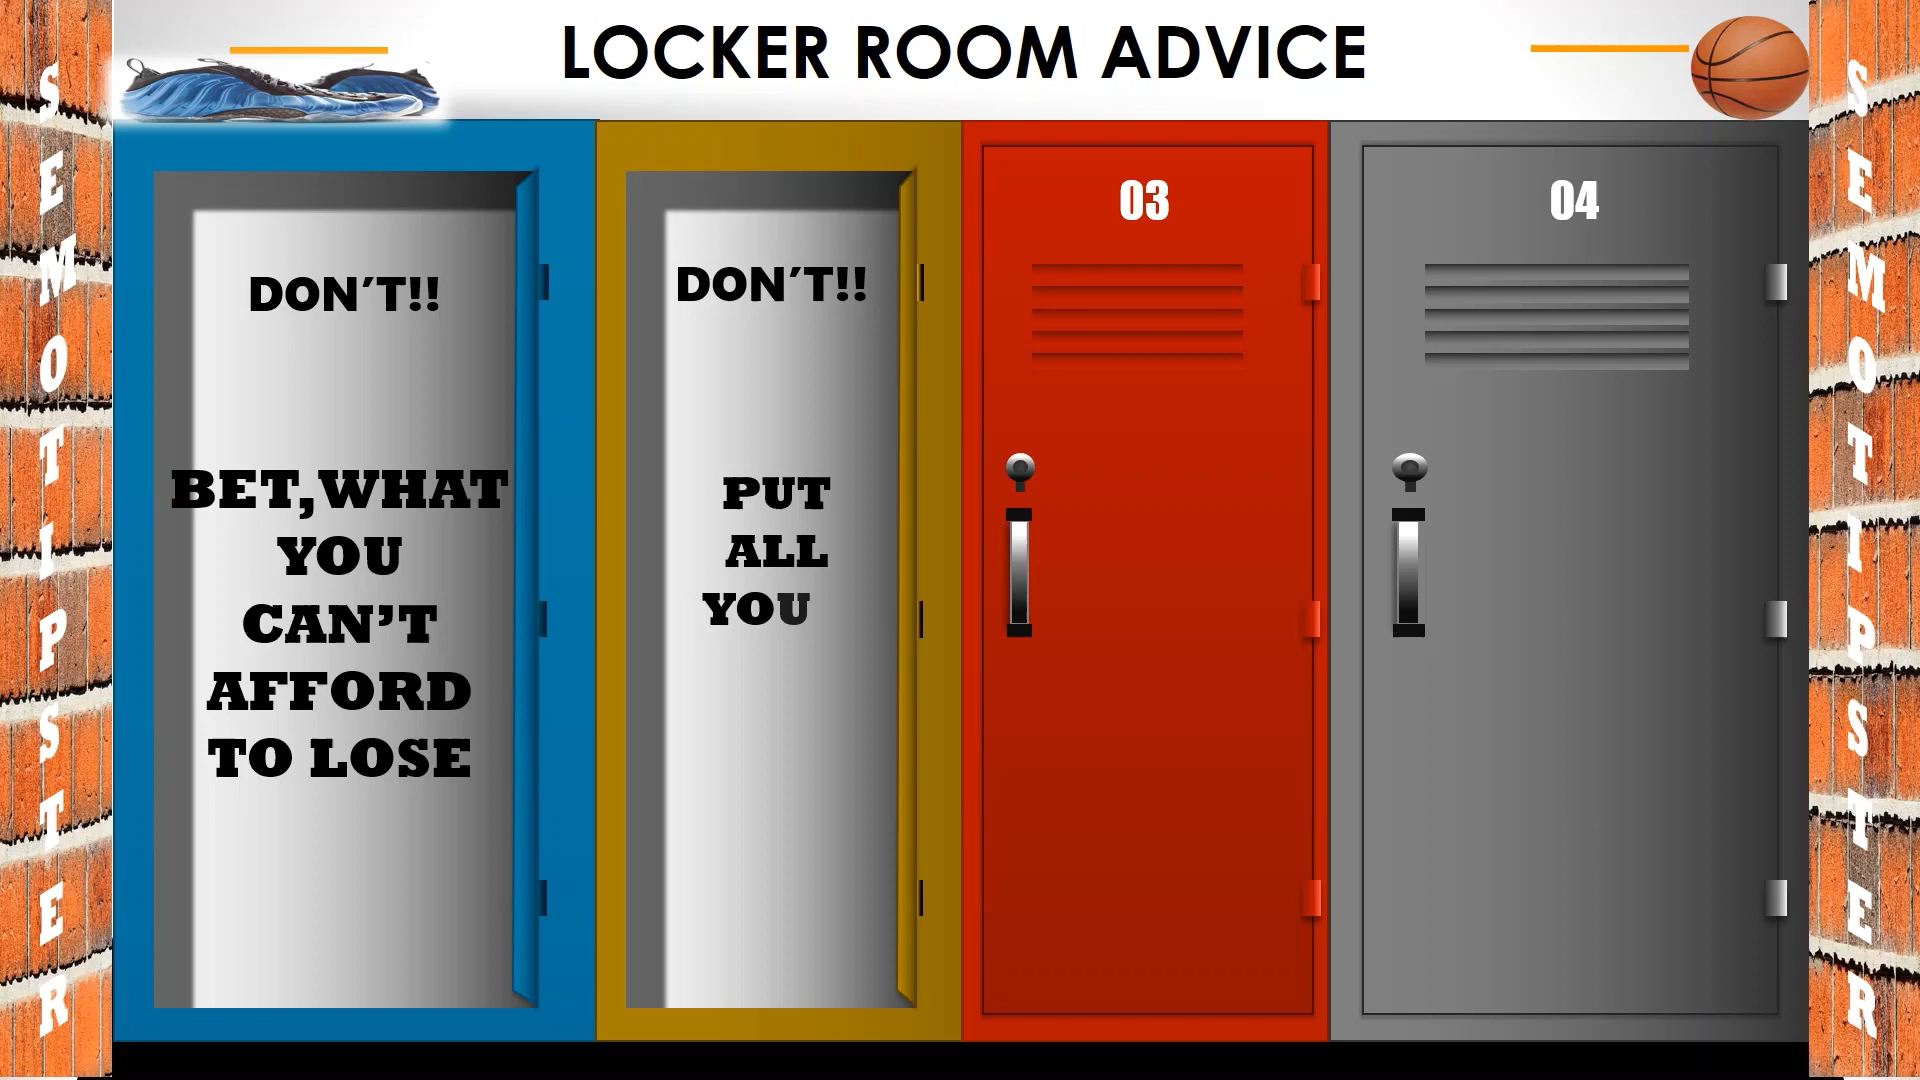 LOCKER ROOM ADVICE
SEMOTIPSTER
DON'T!!
BET,WHAT
YOU
CAN'T
AFFORD
TO LOSE
DON'T!!
PUT
ALL
YOU
03
04
SEMOTIPSTER